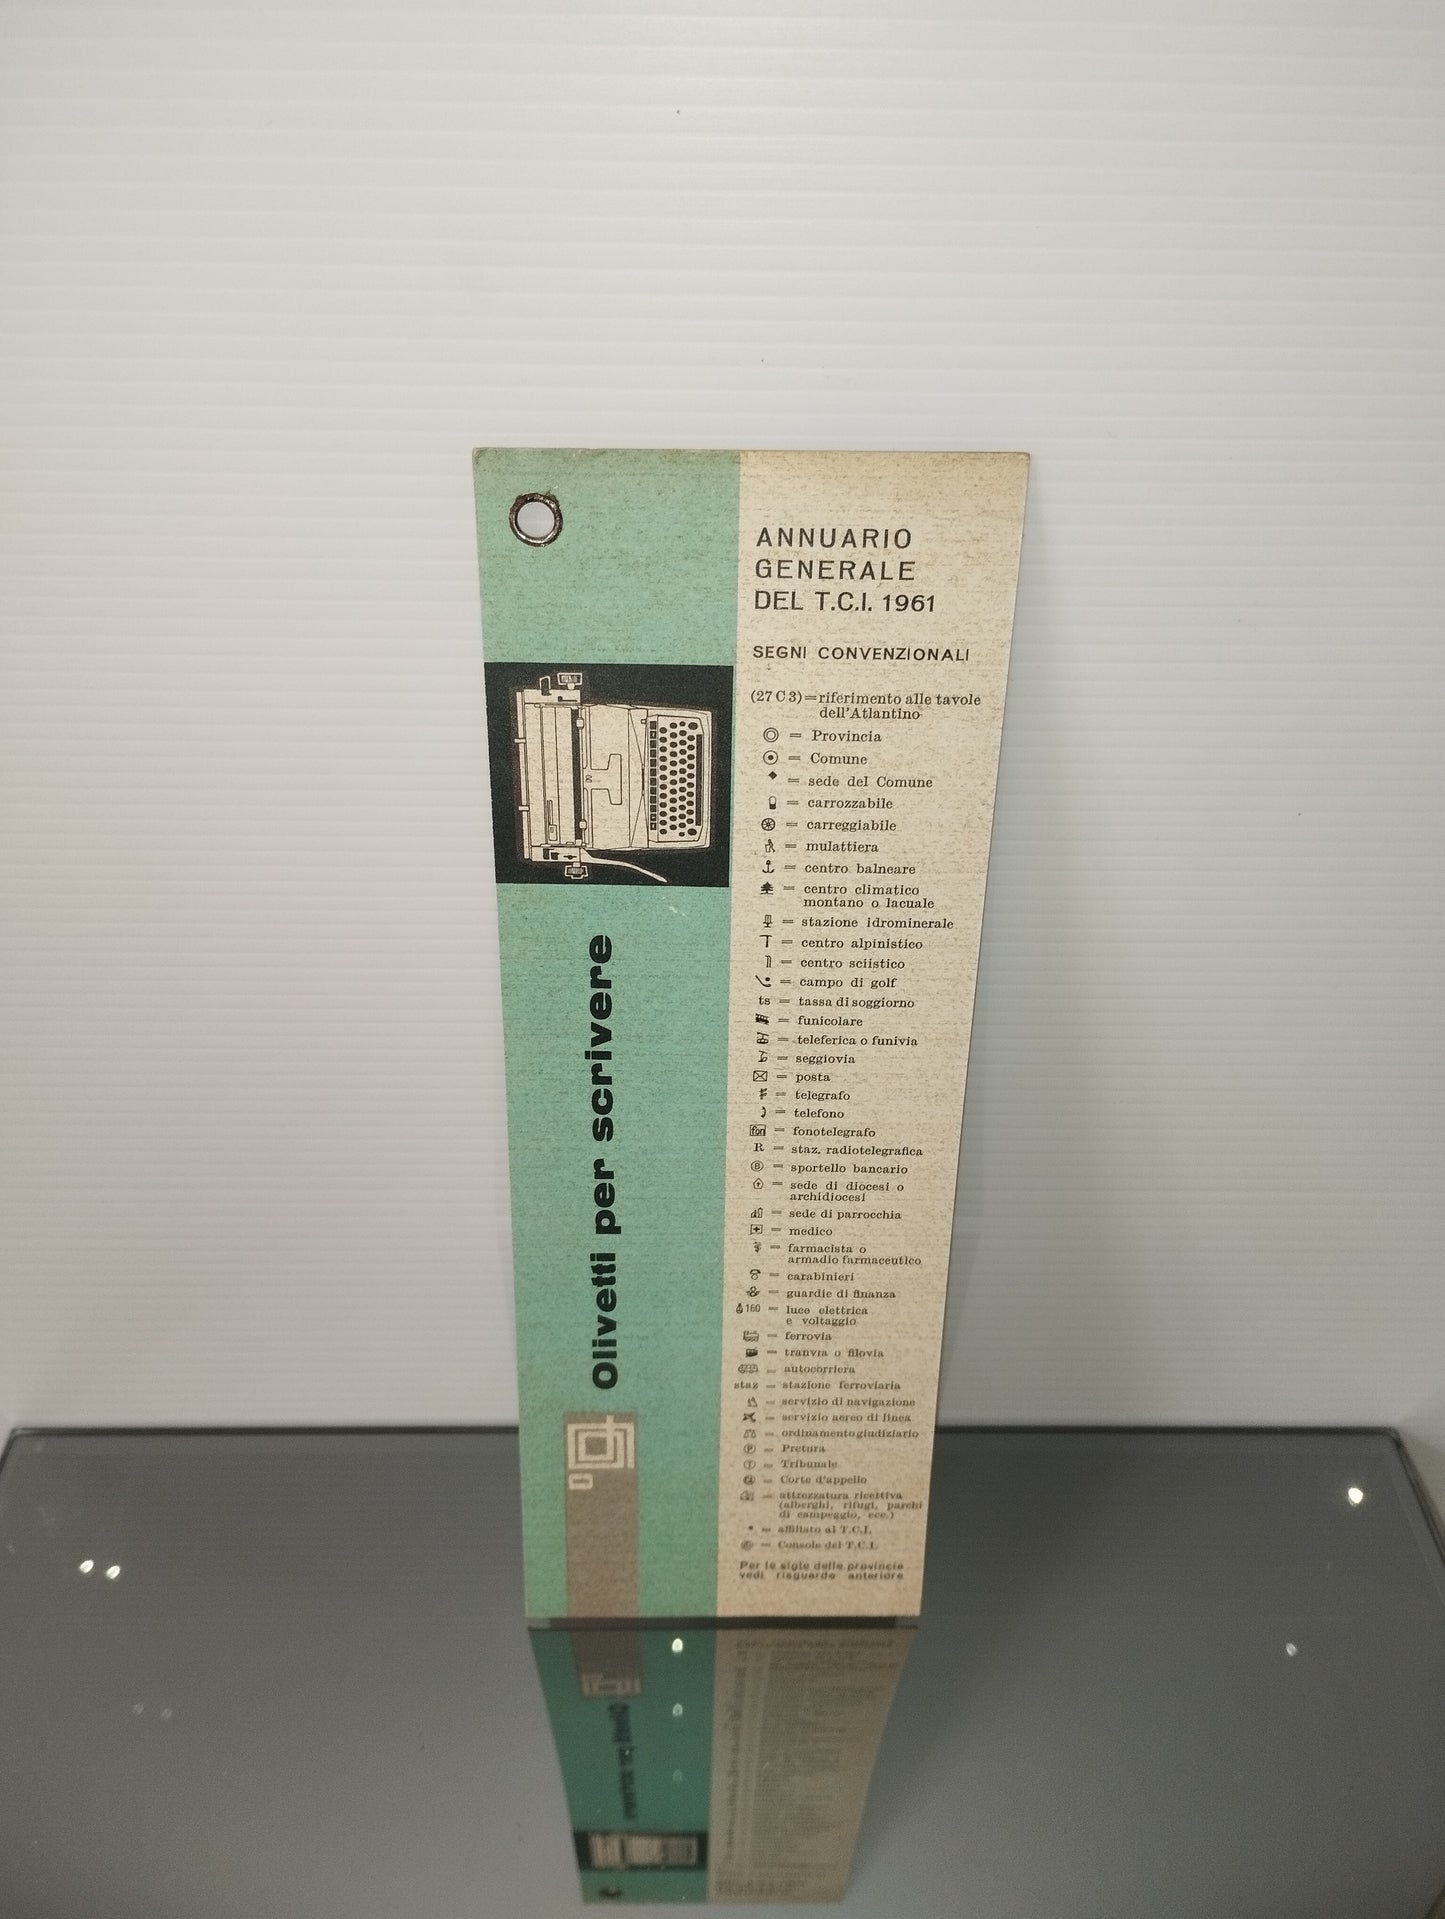 ANNUARIO
GENERALE
DEL T.C.I. 1961
SEGNI CONVENZIONALI
(27 C 3)=riferimento alle tavole
dell'Atlantino
= Provincia
= Comune
= sede del Comune
= carrozzabile
= carreggiabile
= mulattiera
= centro balneare
= centro climatico
montano o lacuale
= stazione idrominerale
= centro alpinistico
= centro sciistico
= campo di golf
ts = tassa di soggiorno
= funicolare
= teleferica o funivia
= seggiovia
= posta
= telegrafo
= telefono
fon = fonotelegrafo
R = staz. radiotelegrafica
B = sportello bancario
= sede di diocesi o
archidiocesi
= sede di parrocchia
= medico
= farmacista o
armadio farmaceutico
= carabinieri
= guardie di finanza
160 = luce elettrica
e voltaggio
= ferrovia
= tranvia o filovia
= autocorriera
staz = stazione ferroviaria
= servizio di navigazione
= servizio aereo di linea
= ordinamento giudiziario
P = Pretura
T = Tribunale
= Corte d'appello
= attrezzatura ricettiva
(alberghi, rifugi, parchi
di campeggio, ecc.)
* = affiliato al T.C.I.
= Console del T.C.I.
Per le sigle delle provincie
vedi risguardo anteriore
Olivetti per scrivere